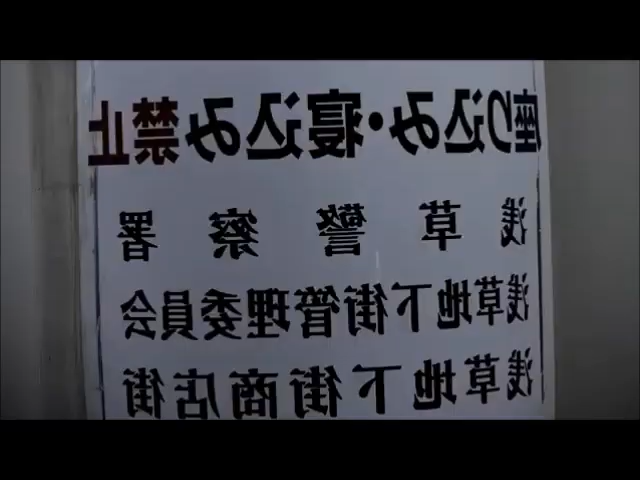 座り込み・寝込み禁止
浅草警察署
浅草地下街管理委員会
浅草地下街商店街